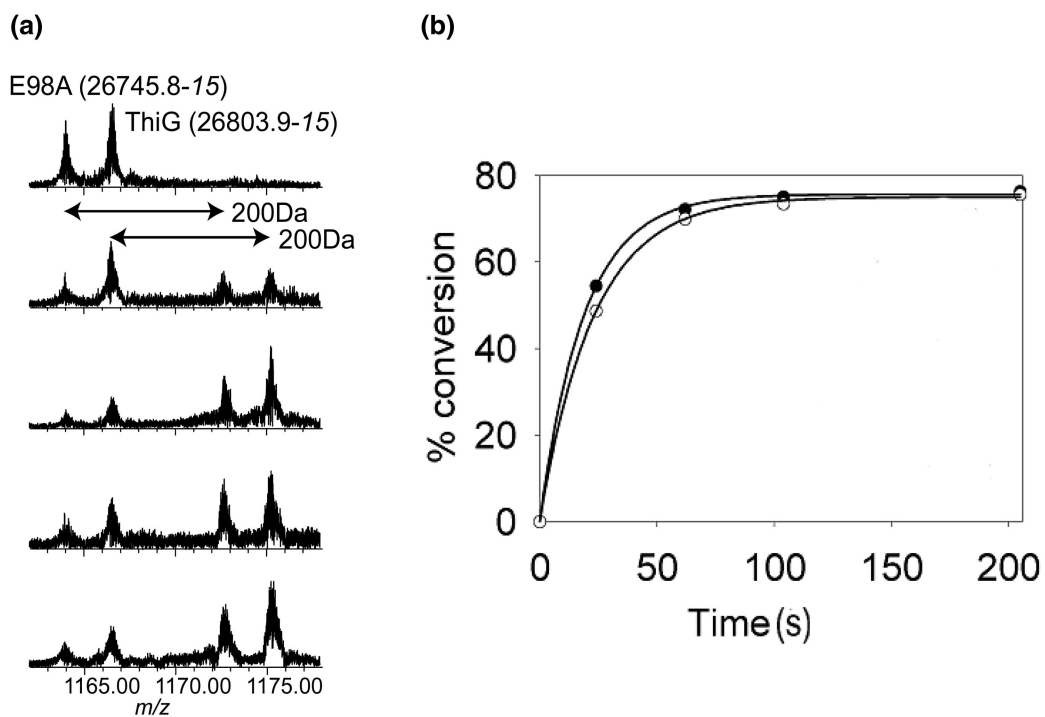 (a)
E98A (26745.8-15)
ThiG (26803.9-15)
200Da
200Da
1165.00 1170.00 1175.00
m/z
(b)
80
60
40
20
0
0 50 100 150 200
% conversion
Time (s)